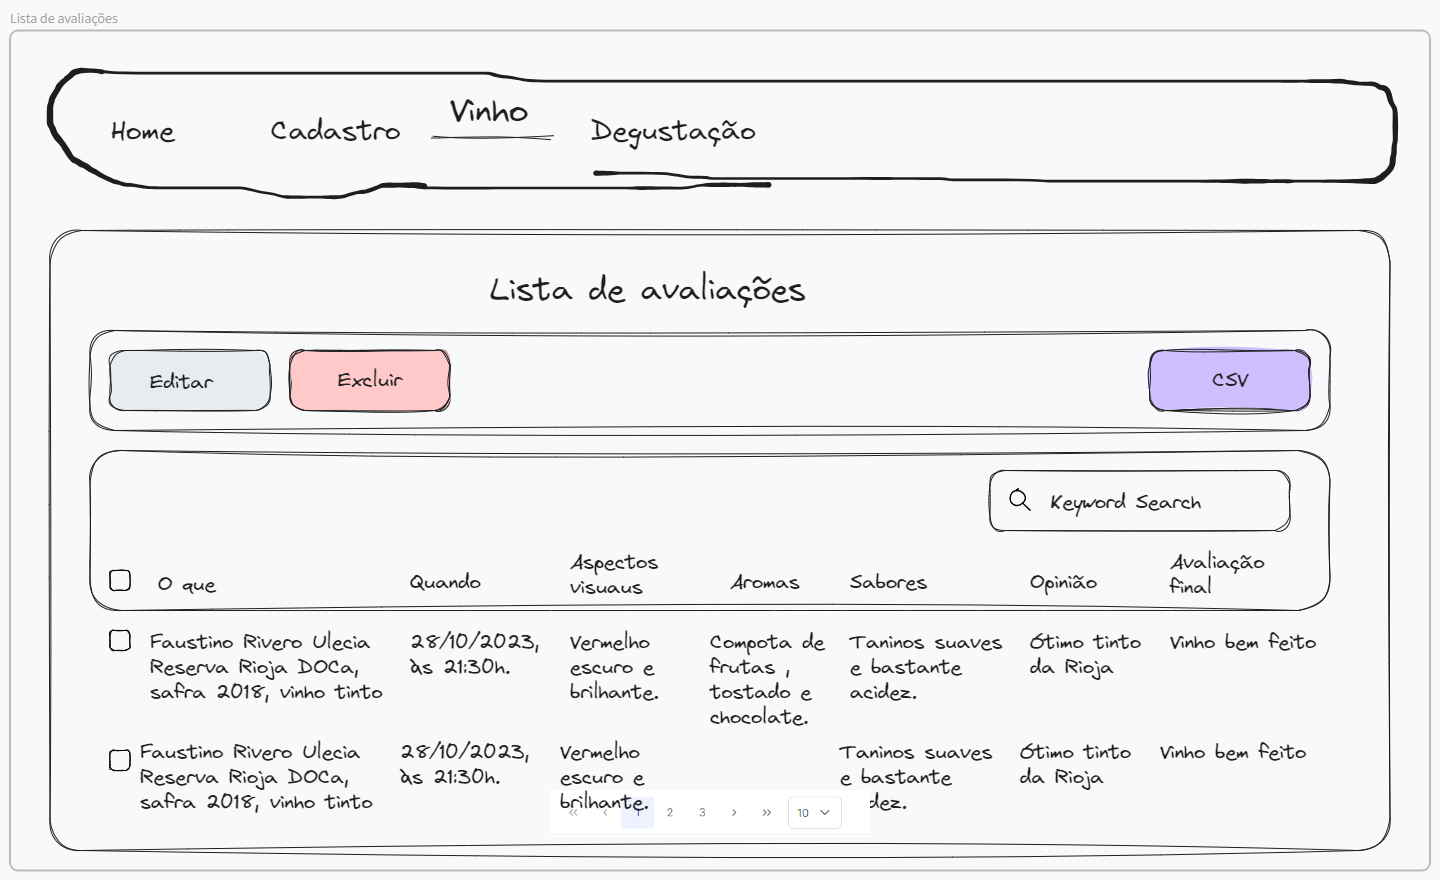 Lista de avaliações
Home Cadastro Vinho Degustação
Lista de avaliações
Editar Excluir CSV
Keyword Search
O que Quando Aspectos visuaus Aromas Sabores Opinião Avaliação final
Faustino Rivero Ulecia
Reserva Rioja DOCa,
safra 2018, vinho tinto
28/10/2023,
às 21:30h.
Vermelho
escuro e
brilhante.
Compota de
frutas ,
tostado e
chocolate.
Taninos suaves
e bastante
acidez.
Ótimo tinto
da Rioja
Vinho bem feito
Faustino Rivero Ulecia
Reserva Rioja DOCa,
safra 2018, vinho tinto
28/10/2023,
às 21:30h.
Vermelho
escuro e
brilhante.
Taninos suaves
e bastante
dez.
Ótimo tinto
da Rioja
Vinho bem feito
« ‹ 1 2 3 › » 10